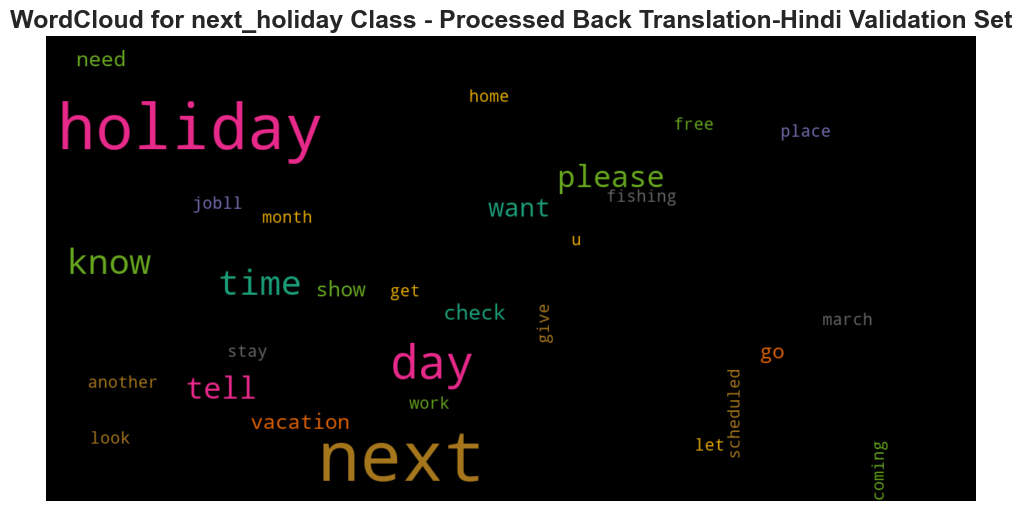 WordCloud for next_holiday Class - Processed Back Translation-Hindi Validation Set
need
home
holiday
free
place
please
fishing
jobll
want
month
u
know
time
show
get
check
give
march
stay
day
go
another
tell
work
scheduled
vacation
look
next
let
coming